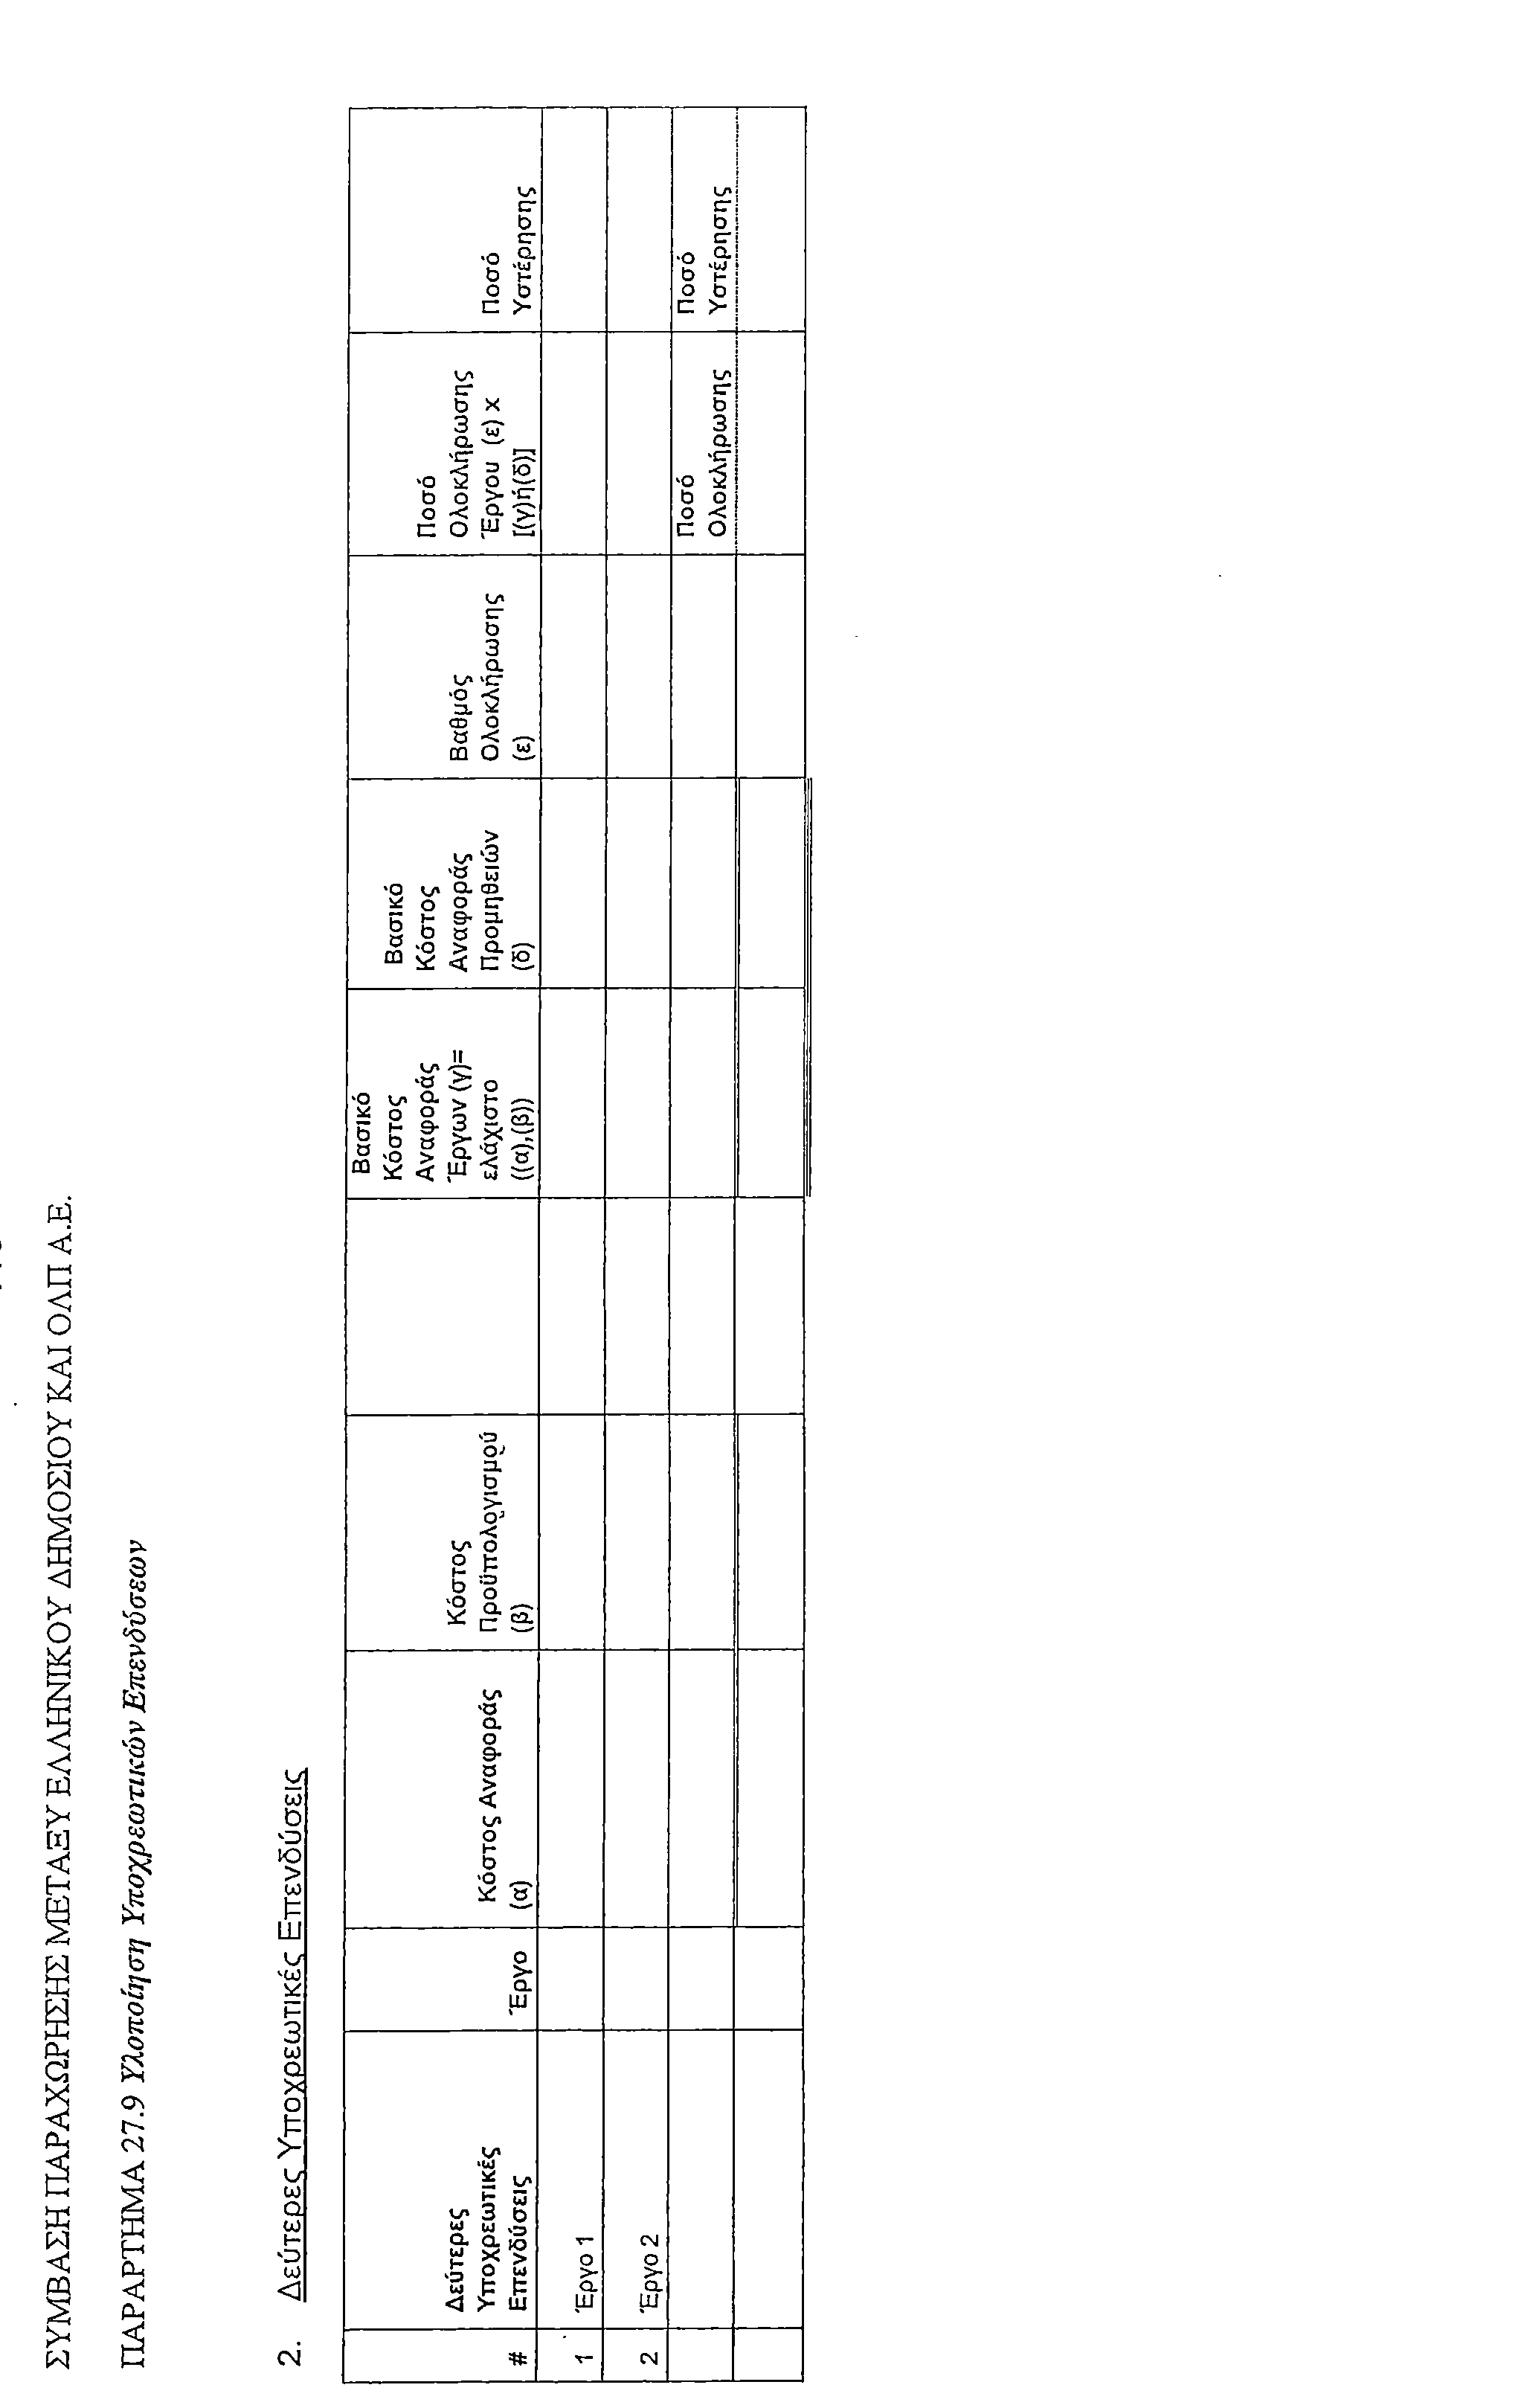 ΣΥΜΒΑΣΗ ΠΑΡΑΧΩΡΗΣΗΣ ΜΕΤΑΞΥ ΕΛΛΗΝΙΚΟΥ ΔΗΜΟΣΙΟΥ ΚΑΙ ΟΛΠ Α.Ε.
ΠΑΡΑΡΤΗΜΑ 27.9 Υλοποίηση Υποχρεωτικών Επενδύσεων
2. Δεύτερες Υποχρεωτικές Επενδύσεις
#
Δεύτερες
Υποχρεωτικές
Επενδύσεις
Έργο
Κόστος Αναφοράς
(α)
Κόστος
Προϋπολογισμού
(β)
Βασικό
Κόστος
Αναφοράς
Έργων (γ)=
ελάχιστο
((α),(β))
Βασικό
Κόστος
Αναφοράς
Προμηθειών
(δ)
Βαθμός
Ολοκλήρωσης
(ε)
Ποσό
Ολοκλήρωσης
Έργου (ε) x
[(γ)ή(δ)]
Ποσό
Υστέρησης
1 Έργο 1
2 Έργο 2
Ποσό
Ολοκλήρωσης
Ποσό
Υστέρησης